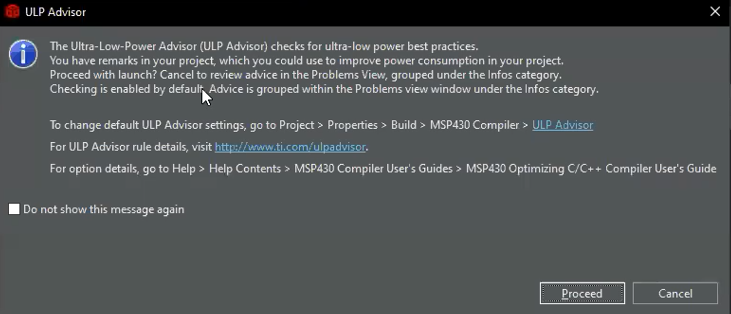 ULP Advisor
The Ultra-Low-Power Advisor (ULP Advisor) checks for ultra-low power best practices.
You have remarks in your project, which you could use to improve power consumption in your project.
Proceed with launch? Cancel to review advice in the Problems View, grouped under the Infos category.
Checking is enabled by default. Advice is grouped within the Problems view window under the Infos category.
To change default ULP Advisor settings, go to Project > Properties > Build > MSP430 Compiler > ULP Advisor
For ULP Advisor rule details, visit http://www.ti.com/ulpadvisor.
For option details, go to Help > Help Contents > MSP430 Compiler User's Guides > MSP430 Optimizing C/C++ Compiler User's Guide
Do not show this message again
Proceed
Cancel